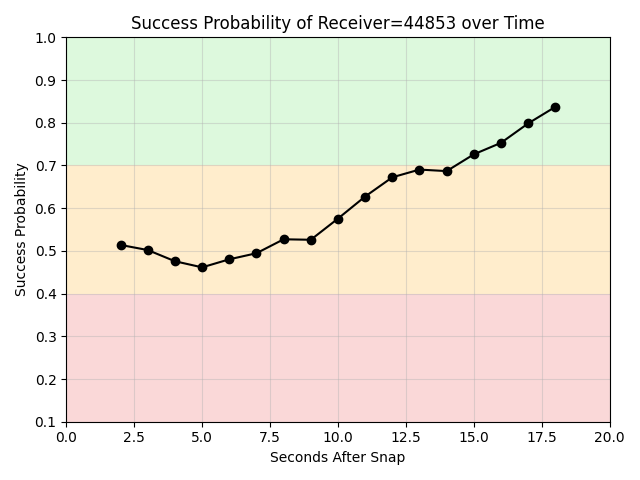 Success Probability of Receiver=44853 over Time
1.0
0.9
0.8
0.7
0.6
0.5
0.4
0.3
0.2
0.1
Success Probability
0.0 2.5 5.0 7.5 10.0 12.5 15.0 17.5 20.0
Seconds After Snap